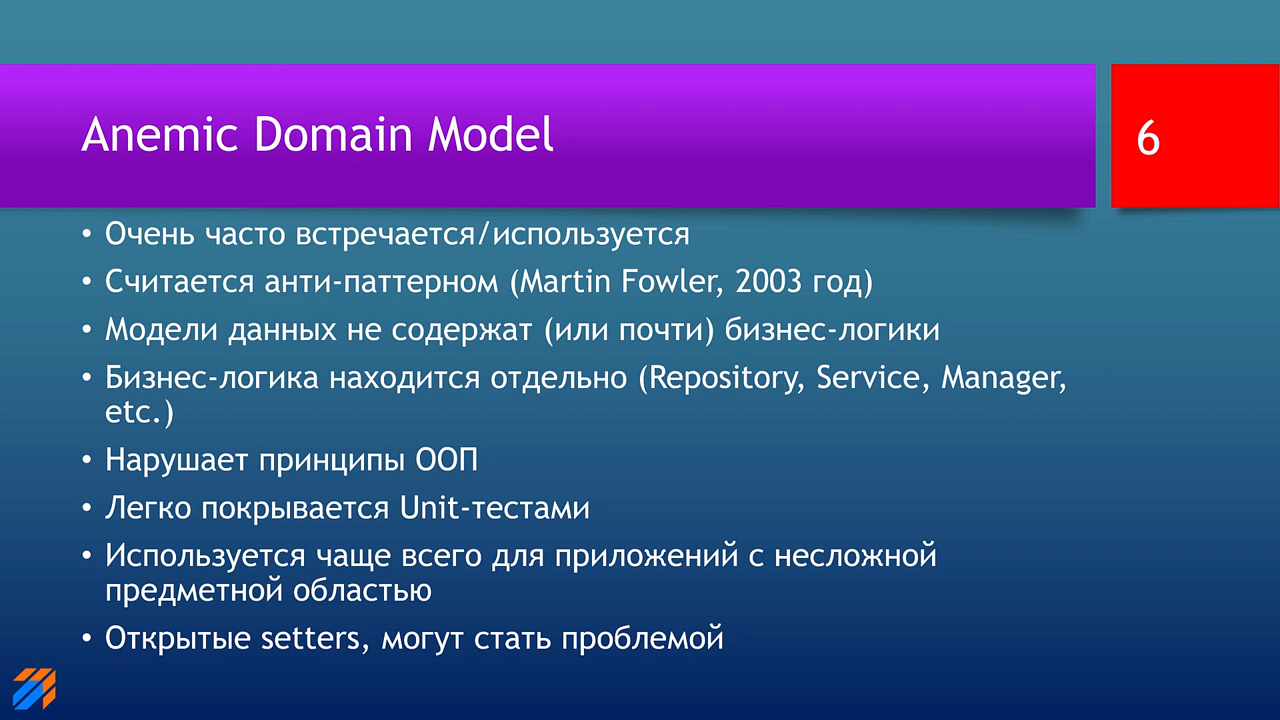 Anemic Domain Model
6
• Очень часто встречается/используется
• Считается анти-паттерном (Martin Fowler, 2003 год)
• Модели данных не содержат (или почти) бизнес-логики
• Бизнес-логика находится отдельно (Repository, Service, Manager,
etc.)
• Нарушает принципы ООП
• Легко покрывается Unit-тестами
• Используется чаще всего для приложений с несложной
предметной областью
• Открытые setters, могут стать проблемой